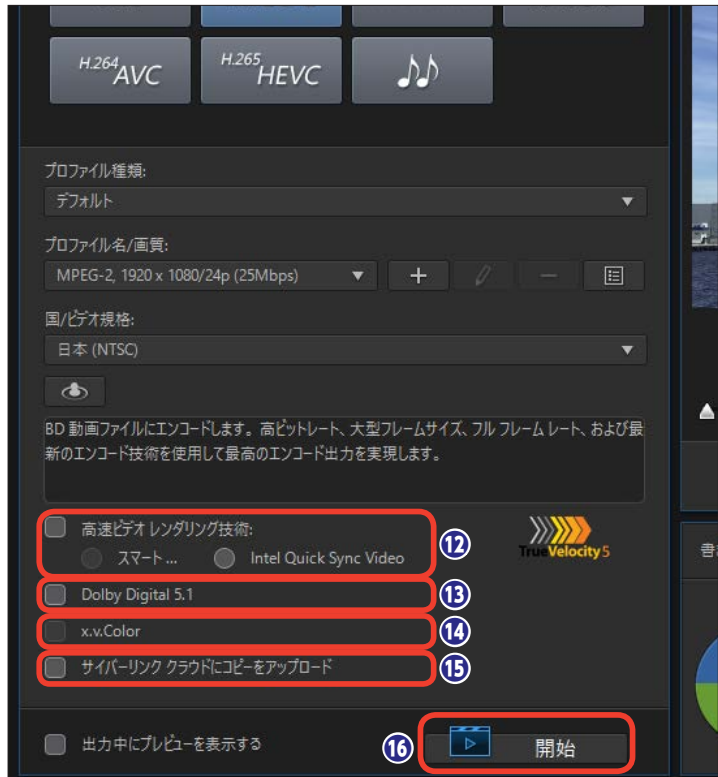 H.264 AVC
H.265 HEVC
プロファイル種類:
デフォルト
プロファイル名/画質:
MPEG-2, 1920 x 1080/24p (25Mbps)
国/ビデオ規格:
日本 (NTSC)
BD 動画ファイルにエンコードします。高ビットレート、大型フレームサイズ、フル フレーム レート、および最
新のエンコード技術を使用して最高のエンコード出力を実現します。
高速ビデオ レンダリング技術:
スマート ...
Intel Quick Sync Video
⑫
TrueVelocity 5
Dolby Digital 5.1
⑬
x.v.Color
⑭
サイバーリンク クラウドにコピーをアップロード
⑮
出力中にプレビューを表示する
⑯
開始